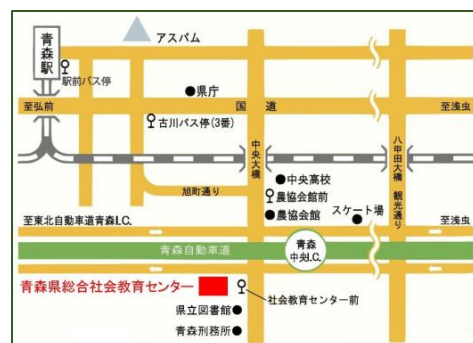 青森駅
アスパム
駅前バス停
県庁
至弘前
国道
至浅虫
古川バス停(3番)
中央大橋
八甲田大橋
観光通り
中央高校
旭町通り
農協会館前
農協会館
スケート場
至東北自動車道青森I.C.
至浅虫
青森自動車道
青森
中央I.C.
青森県総合社会教育センター
社会教育センター前
県立図書館
青森刑務所